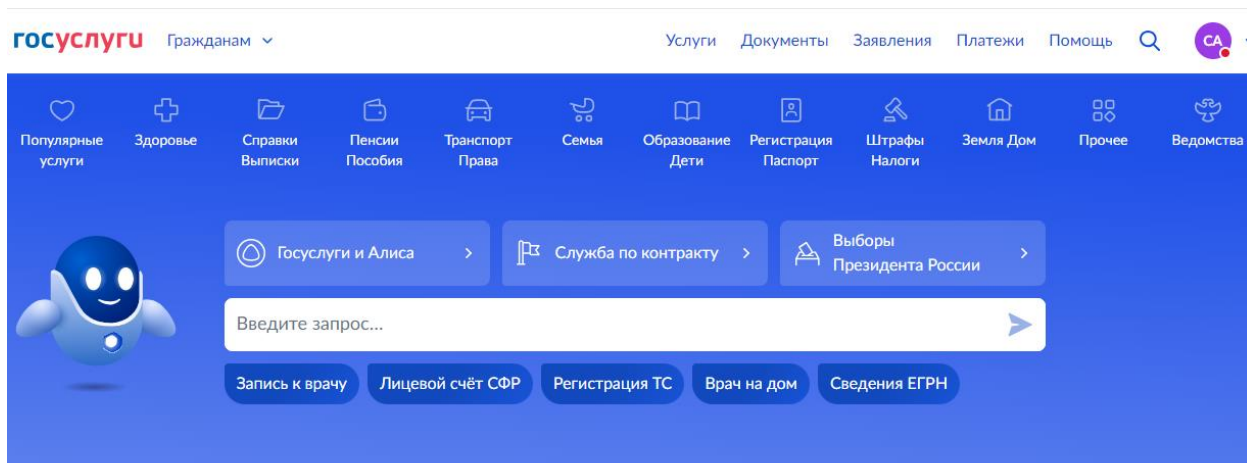 госуслуги Гражданам Услуги Документы Заявления Платежи Помощь СА
Популярные услуги
Здоровье
Справки Выписки
Пенсии Пособия
Транспорт Права
Семья
Образование Дети
Регистрация Паспорт
Штрафы Налоги
Земля Дом
Прочее
Ведомства
Госуслуги и Алиса
Служба по контракту
Выборы
Президента России
Введите запрос...
Запись к врачу Лицевой счёт СФР Регистрация ТС Врач на дом Сведения ЕГРН